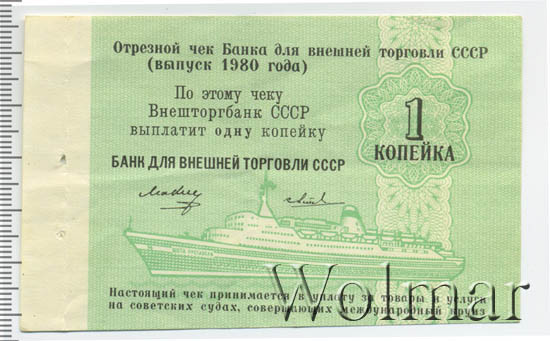 Отрезной чек Банка для внешней торговли СССР
(выпуск 1980 года)
По этому чеку
Внешторгбанк СССР
выплатит одну копейку
1
КОПЕЙКА
БАНК ДЛЯ ВНЕШНЕЙ ТОРГОВЛИ СССР
Настоящий чек принимается в уплату за товары и услуги
на советских судах, совершающих международный круиз
Wolmar